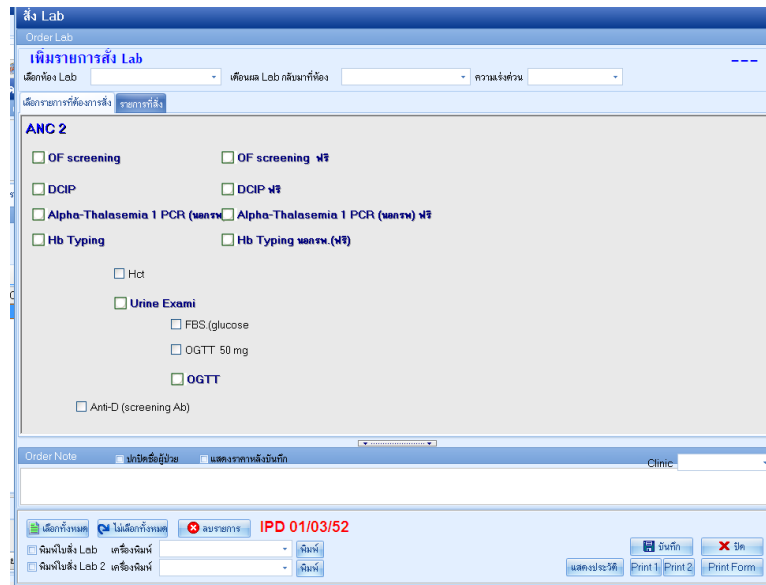 สั่ง Lab
Order Lab
เพิ่มรายการสั่ง Lab ---
เลือกห้อง Lab เตือนผล Lab กลับมาที่ห้อง ความเร่งด่วน
เลือกรายการที่ต้องการสั่ง รายการที่สั่ง
ANC 2
OF screening OF screening ฟรี
DCIP DCIP ฟรี
Alpha-Thalasemia 1 PCR (นอกรพ Alpha-Thalasemia 1 PCR (นอกรพ) ฟรี
Hb Typing Hb Typing นอกรพ.(ฟรี)
Hct
Urine Exami
FBS.(glucose
OGTT 50 mg
OGTT
Anti-D (screening Ab)
Order Note ปกปิดชื่อผู้ป่วย แสดงราคาหลังบันทึก Clinic
เลือกทั้งหมด ไม่เลือกทั้งหมด ลบรายการ IPD 01/03/52
พิมพ์ใบสั่ง Lab เครื่องพิมพ์ พิมพ์ บันทึก ปิด
พิมพ์ใบสั่ง Lab 2 เครื่องพิมพ์ พิมพ์ แสดงประวัติ Print 1 Print 2 Print Form